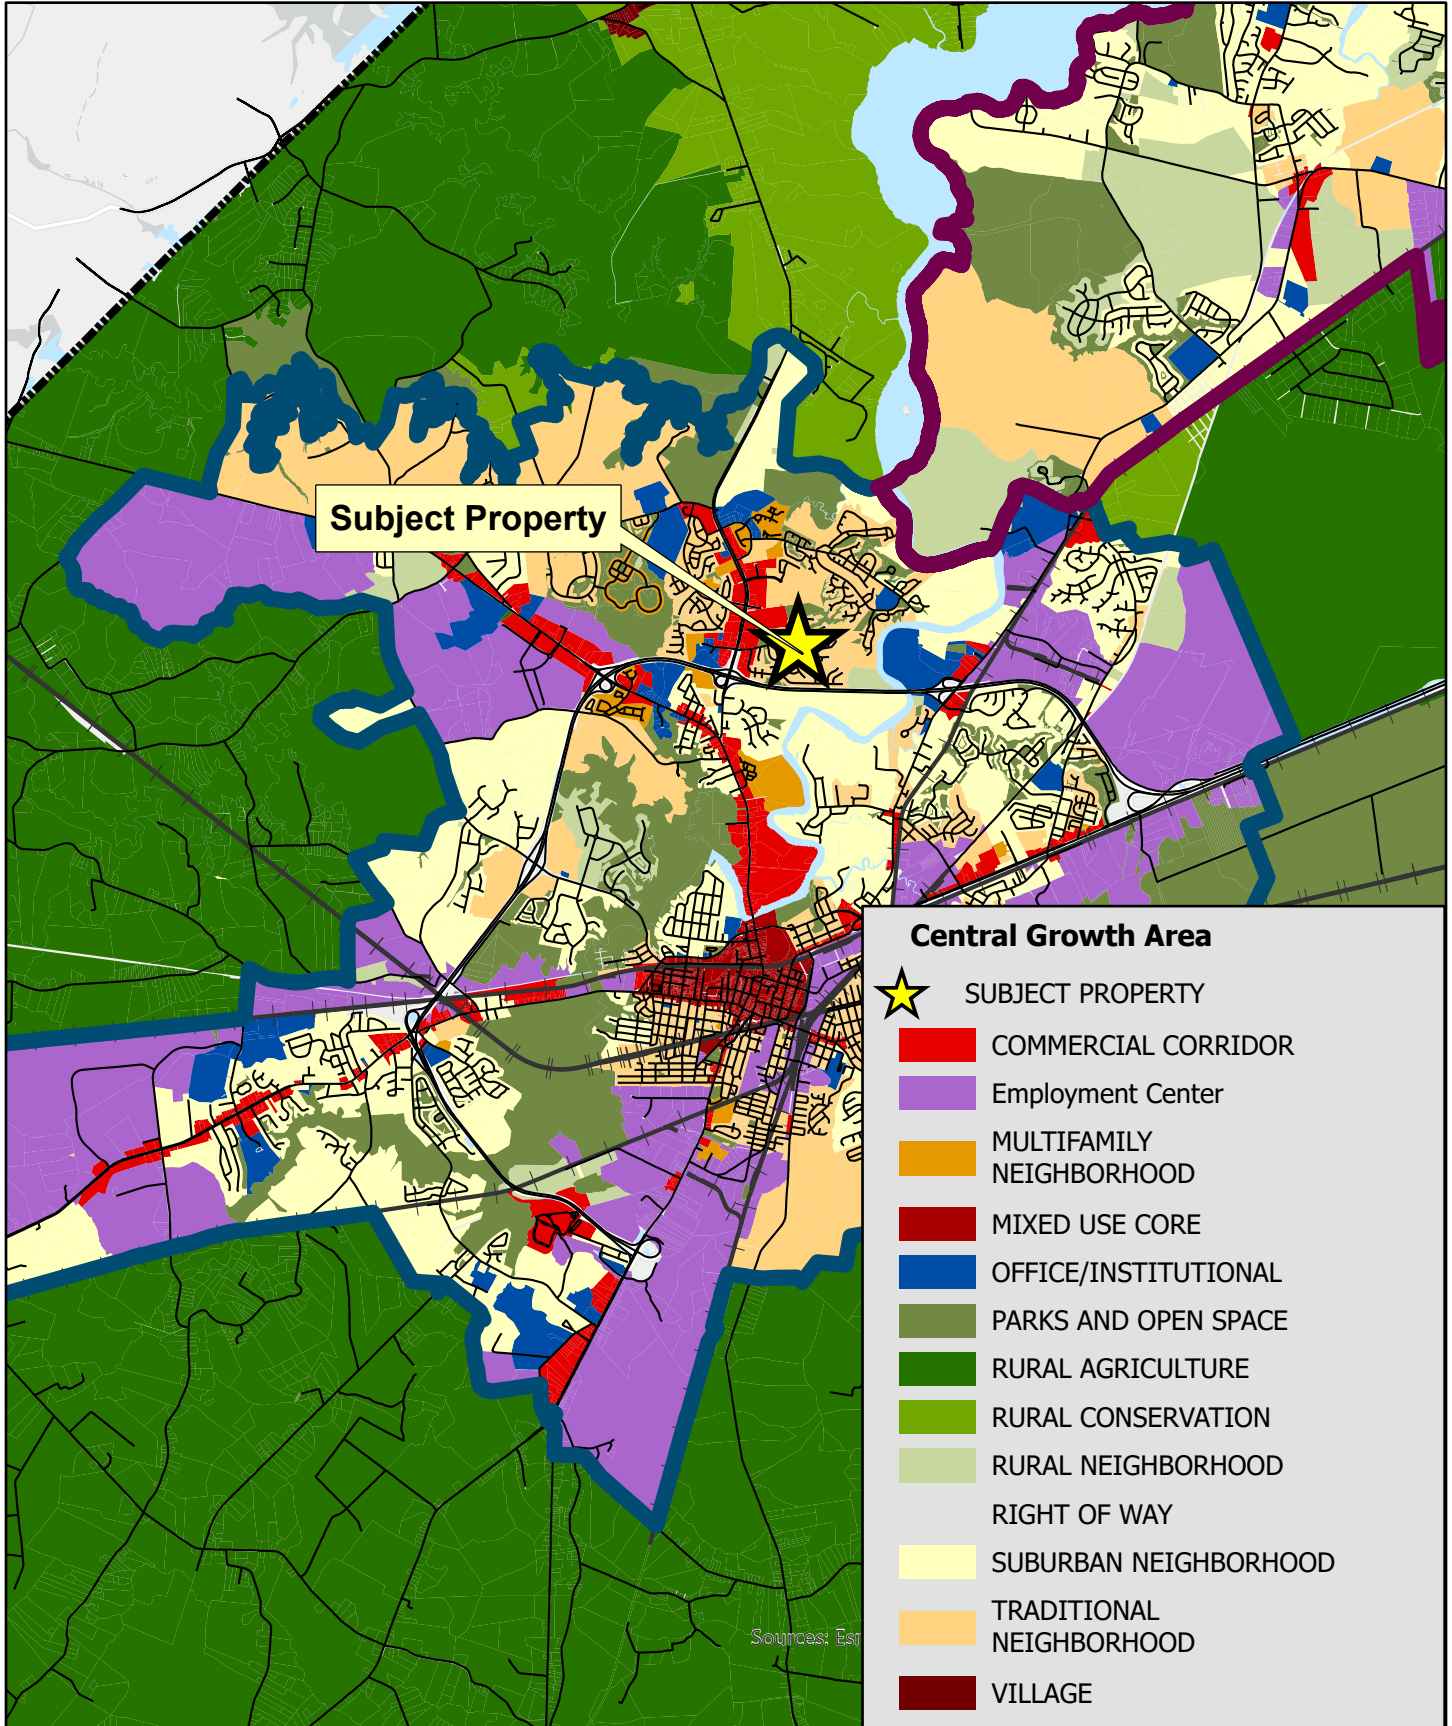 Subject Property
Central Growth Area
SUBJECT PROPERTY
COMMERCIAL CORRIDOR
Employment Center
MULTIFAMILY
NEIGHBORHOOD
MIXED USE CORE
OFFICE/INSTITUTIONAL
PARKS AND OPEN SPACE
RURAL AGRICULTURE
RURAL CONSERVATION
RURAL NEIGHBORHOOD
RIGHT OF WAY
SUBURBAN NEIGHBORHOOD
TRADITIONAL
NEIGHBORHOOD
VILLAGE
Sources: